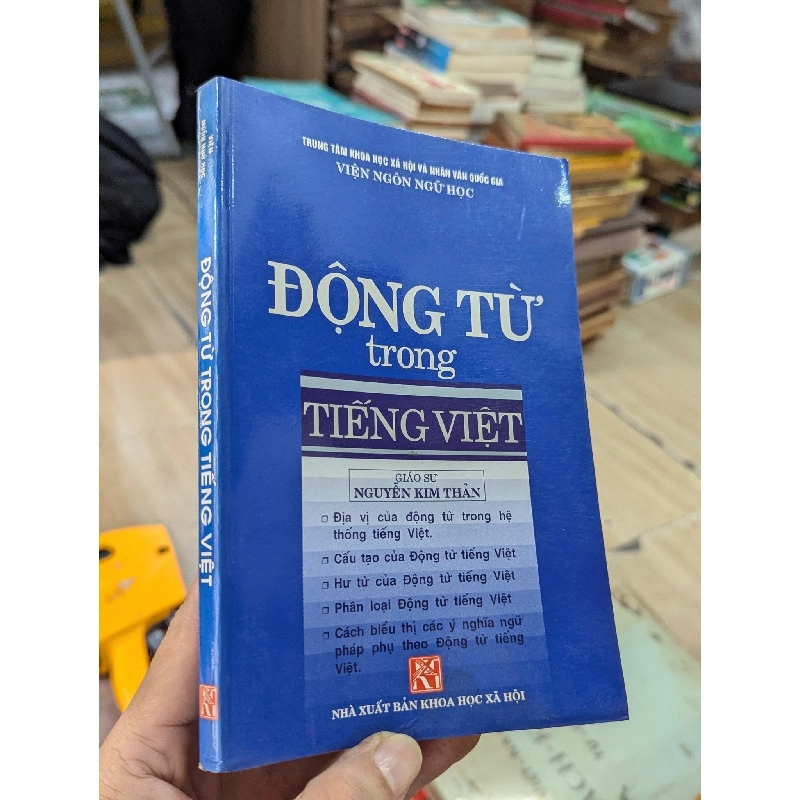 TRUNG TÂM KHOA HỌC XÃ HỘI VÀ NHÂN VĂN QUỐC GIA
VIỆN NGÔN NGỮ HỌC
ĐỘNG TỪ
trong
TIẾNG VIỆT
GIÁO SƯ
NGUYỄN KIM THẢN
Địa vị của động từ trong hệ
thống tiếng Việt.
Cấu tạo của Động từ tiếng Việt
Hư từ của Động từ tiếng Việt
Phân loại Động từ tiếng Việt
Cách biểu thị các ý nghĩa ngữ
pháp phụ theo Động từ tiếng
Việt.
NHÀ XUẤT BẢN KHOA HỌC XÃ HỘI
VIỆN
NGÔN NGỮ HỌC
ĐỘNG TỪ TRONG TIẾNG VIỆT